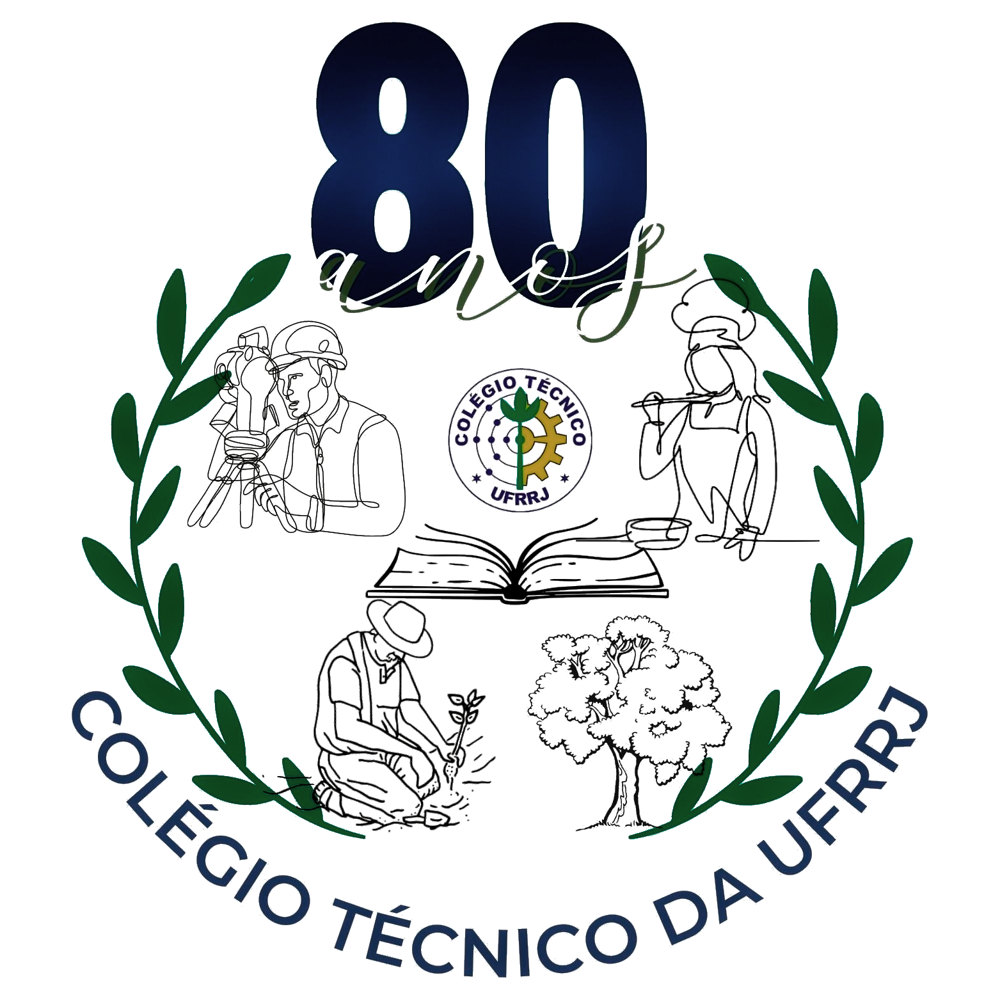 80
anos
COLÉGIO TÉCNICO
UFRRJ
COLÉGIO TÉCNICO DA UFRRJ